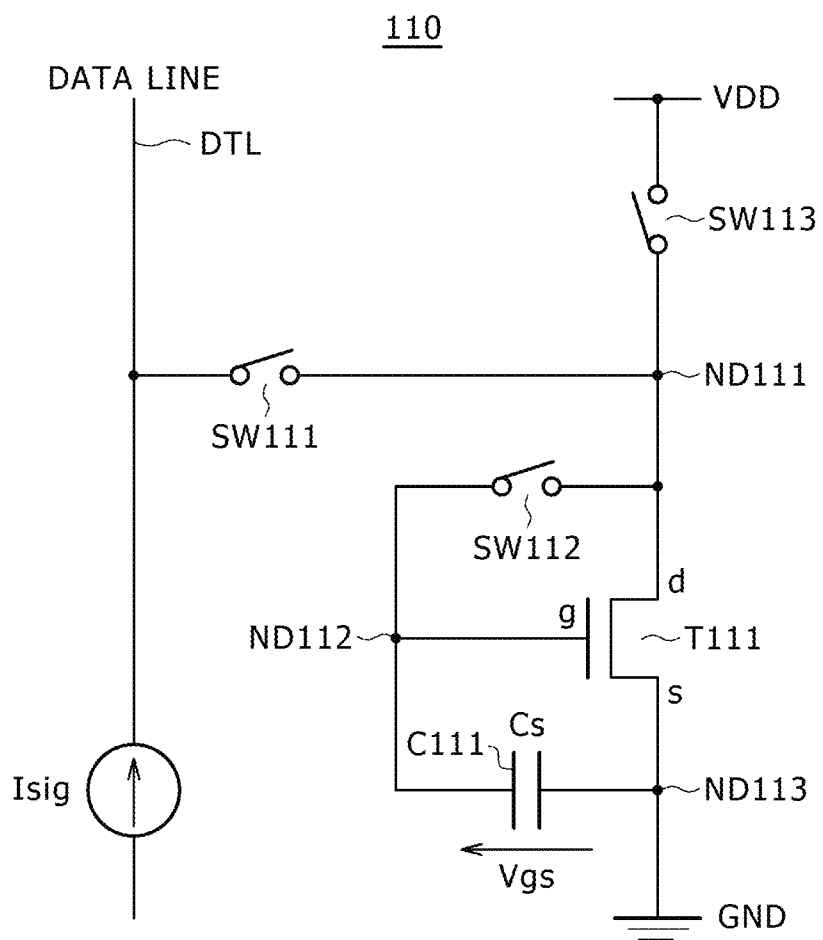 110
DATA LINE
VDD
DTL
SW113
ND111
SW111
SW112
d
g
ND112
T111
s
Cs
C111
Isig
ND113
Vgs
GND